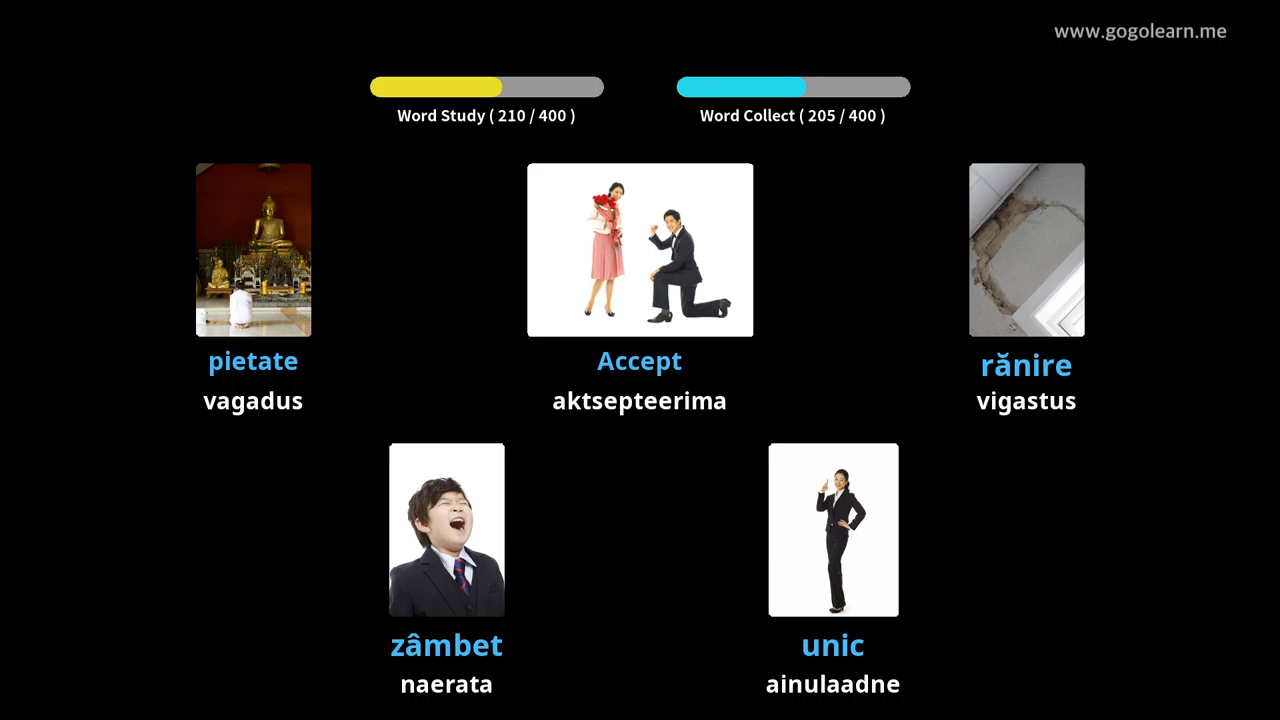 www.gogolearn.me
Word Study ( 210 / 400 )
Word Collect ( 205 / 400 )
pietate
vagadus
Accept
aktsepteerima
rănire
vigastus
zâmbet
naerata
unic
ainulaadne